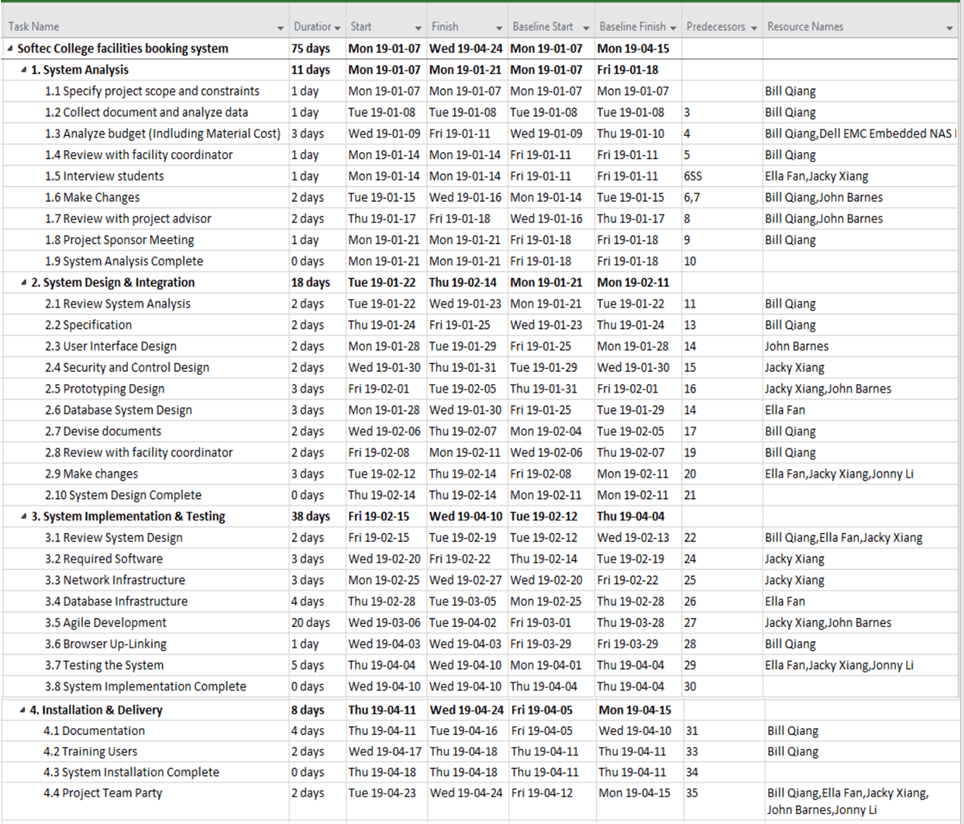 Task Name Duration Start Finish Baseline Start Baseline Finish Predecessors Resource Names
Softec College facilities booking system 75 days Mon 19-01-07 Wed 19-04-24 Mon 19-01-07 Mon 19-04-15
1. System Analysis 11 days Mon 19-01-07 Mon 19-01-21 Mon 19-01-07 Fri 19-01-18
1.1 Specify project scope and constraints 1 day Mon 19-01-07 Mon 19-01-07 Mon 19-01-07 Mon 19-01-07 Bill Qiang
1.2 Collect document and analyze data 1 day Tue 19-01-08 Tue 19-01-08 Tue 19-01-08 Tue 19-01-08 3 Bill Qiang
1.3 Analyze budget (Indluding Material Cost) 3 days Wed 19-01-09 Fri 19-01-11 Wed 19-01-09 Thu 19-01-10 4 Bill Qiang,Dell EMC Embedded NAS
1.4 Review with facility coordinator 1 day Mon 19-01-14 Mon 19-01-14 Fri 19-01-11 Fri 19-01-11 5 Bill Qiang
1.5 Interview students 1 day Mon 19-01-14 Mon 19-01-14 Fri 19-01-11 Fri 19-01-11 6SS Ella Fan,Jacky Xiang
1.6 Make Changes 2 days Tue 19-01-15 Wed 19-01-16 Mon 19-01-14 Tue 19-01-15 6,7 Bill Qiang,John Barnes
1.7 Review with project advisor 2 days Thu 19-01-17 Fri 19-01-18 Wed 19-01-16 Thu 19-01-17 8 Bill Qiang,John Barnes
1.8 Project Sponsor Meeting 1 day Mon 19-01-21 Mon 19-01-21 Fri 19-01-18 Fri 19-01-18 9 Bill Qiang
1.9 System Analysis Complete 0 days Mon 19-01-21 Mon 19-01-21 Fri 19-01-18 Fri 19-01-18 10
2. System Design & Integration 18 days Tue 19-01-22 Thu 19-02-14 Mon 19-01-21 Mon 19-02-11
2.1 Review System Analysis 2 days Tue 19-01-22 Wed 19-01-23 Mon 19-01-21 Tue 19-01-22 11 Bill Qiang
2.2 Specification 2 days Thu 19-01-24 Fri 19-01-25 Wed 19-01-23 Thu 19-01-24 13 Bill Qiang
2.3 User Interface Design 2 days Mon 19-01-28 Tue 19-01-29 Fri 19-01-25 Mon 19-01-28 14 John Barnes
2.4 Security and Control Design 2 days Wed 19-01-30 Thu 19-01-31 Tue 19-01-29 Wed 19-01-30 15 Jacky Xiang
2.5 Prototyping Design 3 days Fri 19-02-01 Tue 19-02-05 Thu 19-01-31 Fri 19-02-01 16 Jacky Xiang,John Barnes
2.6 Database System Design 3 days Mon 19-01-28 Wed 19-01-30 Fri 19-01-25 Tue 19-01-29 14 Ella Fan
2.7 Devise documents 2 days Wed 19-02-06 Thu 19-02-07 Mon 19-02-04 Tue 19-02-05 17 Bill Qiang
2.8 Review with facility coordinator 2 days Fri 19-02-08 Mon 19-02-11 Wed 19-02-06 Thu 19-02-07 19 Bill Qiang
2.9 Make changes 3 days Tue 19-02-12 Thu 19-02-14 Fri 19-02-08 Mon 19-02-11 20 Ella Fan,Jacky Xiang,Jonny Li
2.10 System Design Complete 0 days Thu 19-02-14 Thu 19-02-14 Mon 19-02-11 Mon 19-02-11 21
3. System Implementation & Testing 38 days Fri 19-02-15 Wed 19-04-10 Tue 19-02-12 Thu 19-04-04
3.1 Review System Design 2 days Fri 19-02-15 Tue 19-02-19 Tue 19-02-12 Wed 19-02-13 22 Bill Qiang,Ella Fan,Jacky Xiang
3.2 Required Software 3 days Wed 19-02-20 Fri 19-02-22 Thu 19-02-14 Tue 19-02-19 24 Jacky Xiang
3.3 Network Infrastructure 3 days Mon 19-02-25 Wed 19-02-27 Wed 19-02-20 Fri 19-02-22 25 Jacky Xiang
3.4 Database Infrastructure 4 days Thu 19-02-28 Tue 19-03-05 Mon 19-02-25 Thu 19-02-28 26 Ella Fan
3.5 Agile Development 20 days Wed 19-03-06 Tue 19-04-02 Fri 19-03-01 Thu 19-03-28 27 Jacky Xiang,John Barnes
3.6 Browser Up-Linking 1 day Wed 19-04-03 Wed 19-04-03 Fri 19-03-29 Fri 19-03-29 28 Bill Qiang
3.7 Testing the System 5 days Thu 19-04-04 Wed 19-04-10 Mon 19-04-01 Thu 19-04-04 29 Ella Fan,Jacky Xiang,Jonny Li
3.8 System Implementation Complete 0 days Wed 19-04-10 Wed 19-04-10 Thu 19-04-04 Thu 19-04-04 30
4. Installation & Delivery 8 days Thu 19-04-11 Wed 19-04-24 Fri 19-04-05 Mon 19-04-15
4.1 Documentation 4 days Thu 19-04-11 Tue 19-04-16 Fri 19-04-05 Wed 19-04-10 31 Bill Qiang
4.2 Training Users 2 days Wed 19-04-17 Thu 19-04-18 Thu 19-04-11 Thu 19-04-11 33 Bill Qiang
4.3 System Installation Complete 0 days Thu 19-04-18 Thu 19-04-18 Thu 19-04-11 Thu 19-04-11 34
4.4 Project Team Party 2 days Tue 19-04-23 Wed 19-04-24 Fri 19-04-12 Mon 19-04-15 35 Bill Qiang,Ella Fan,Jacky Xiang,
John Barnes,Jonny Li